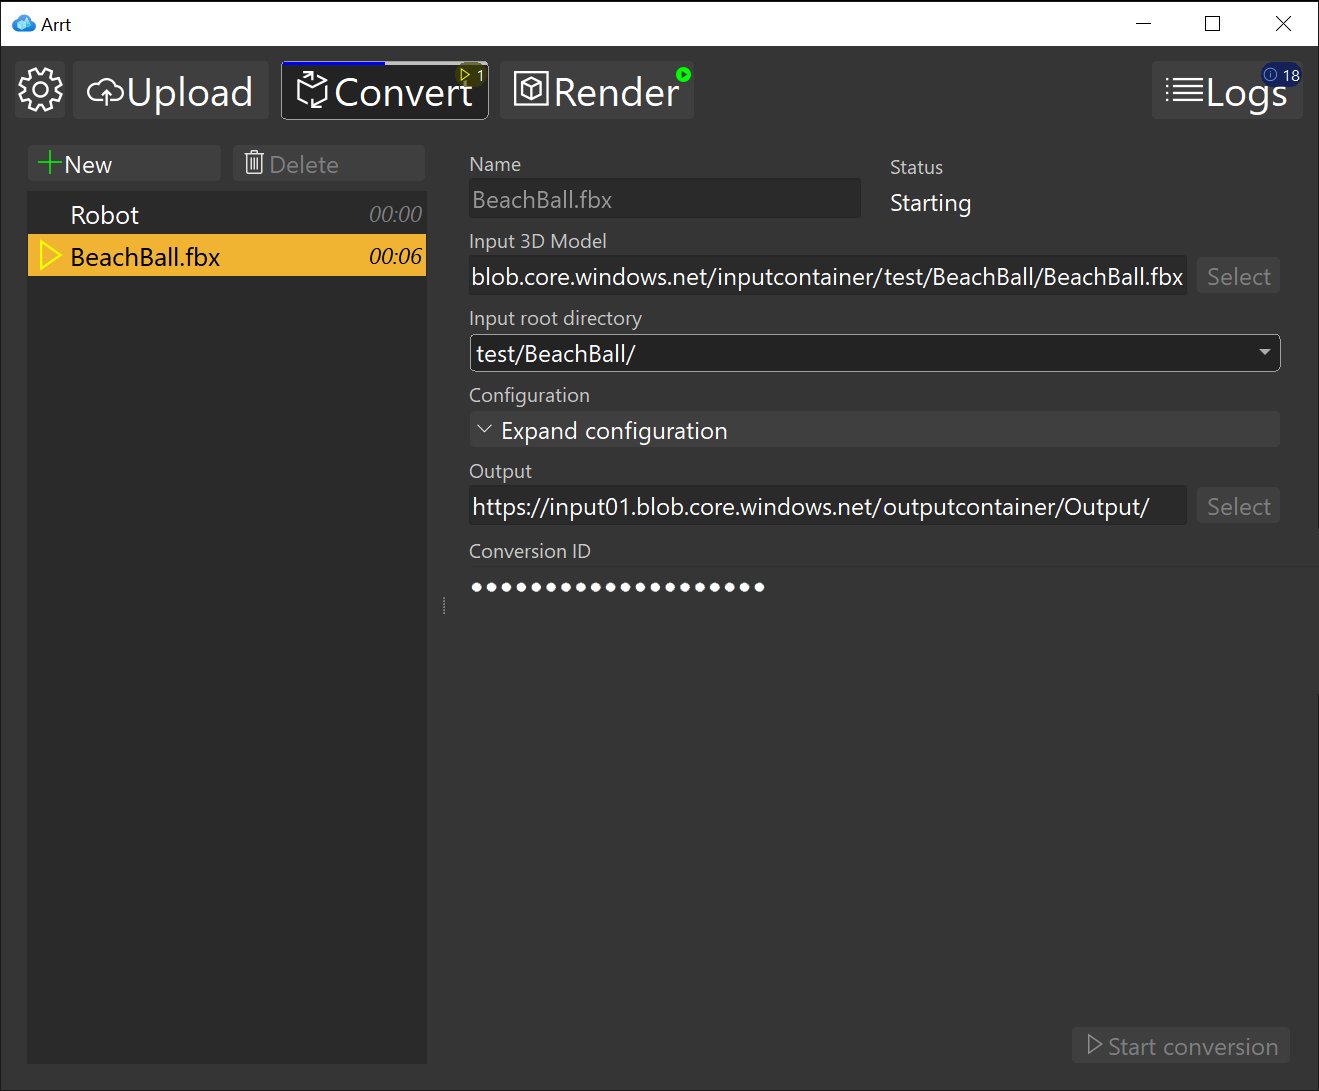 Arrt
Upload
Convert
1
Render
Logs
18
New
Delete
Robot
00:00
BeachBall.fbx
00:06
Name
BeachBall.fbx
Status
Starting
Input 3D Model
blob.core.windows.net/inputcontainer/test/BeachBall/BeachBall.fbx
Select
Input root directory
test/BeachBall/
Configuration
Expand configuration
Output
https://input01.blob.core.windows.net/outputcontainer/Output/
Select
Conversion ID
●●●●●●●●●●●●●●●●●●●●
Start conversion